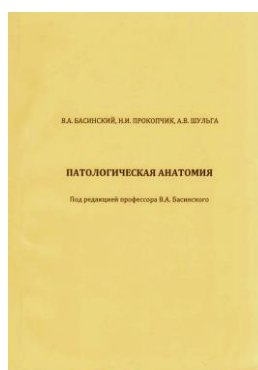 В.А. БАСИНСКИЙ, Н.И. ПРОКОПЧИК, А.В. ШУЛЬГА
ПАТОЛОГИЧЕСКАЯ АНАТОМИЯ
Под редакцией профессора В.А. Басинского